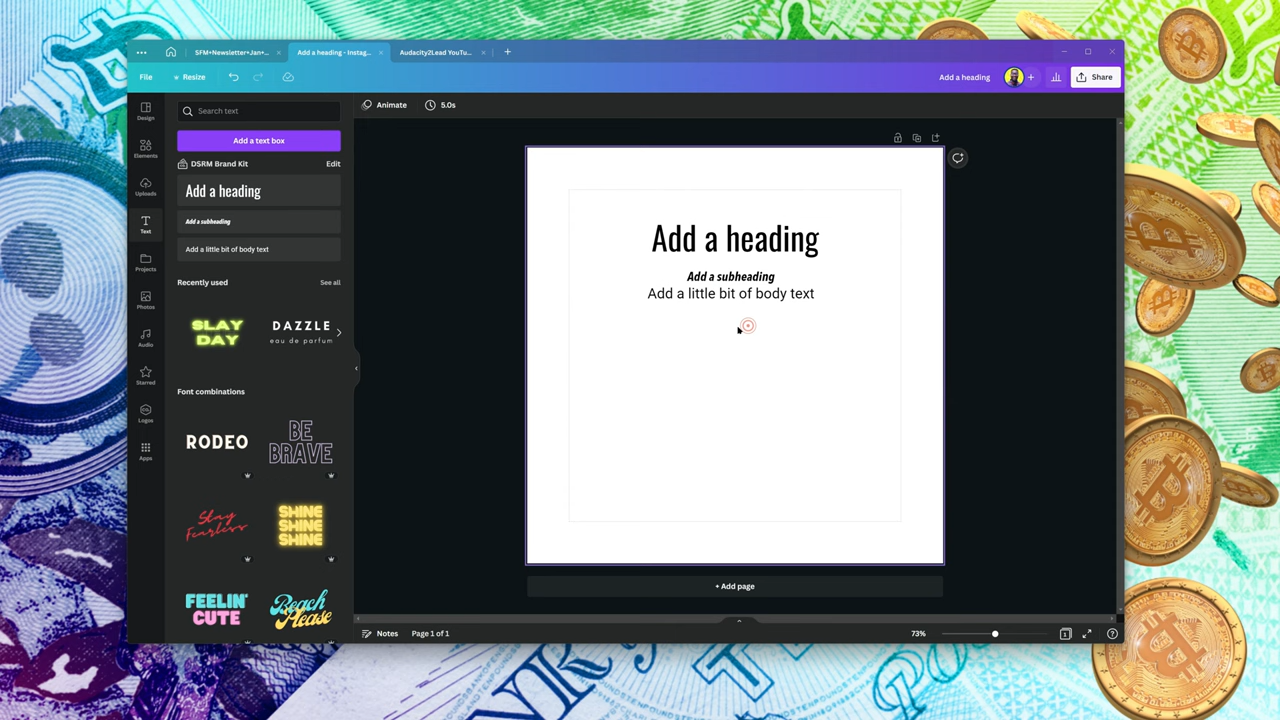 SFM+Newsletter+Jan+...
Add a heading - Instag...
Audacity2Lead YouTu...
File
Resize
Add a heading
Share
Design
Elements
Uploads
Text
Projects
Photos
Audio
Starred
Logos
Apps
Search text
Add a text box
DSRM Brand Kit
Edit
Add a heading
Add a subheading
Add a little bit of body text
Recently used
See all
SLAY
DAY
DAZZLE
eau de parfum
Font combinations
RODEO
BE
BRAVE
Stay
Fearless
SHINE
SHINE
SHINE
FEELIN'
CUTE
Beach
Please
Animate
5.0s
Add a heading
Add a subheading
Add a little bit of body text
+ Add page
Notes
Page 1 of 1
73%
1